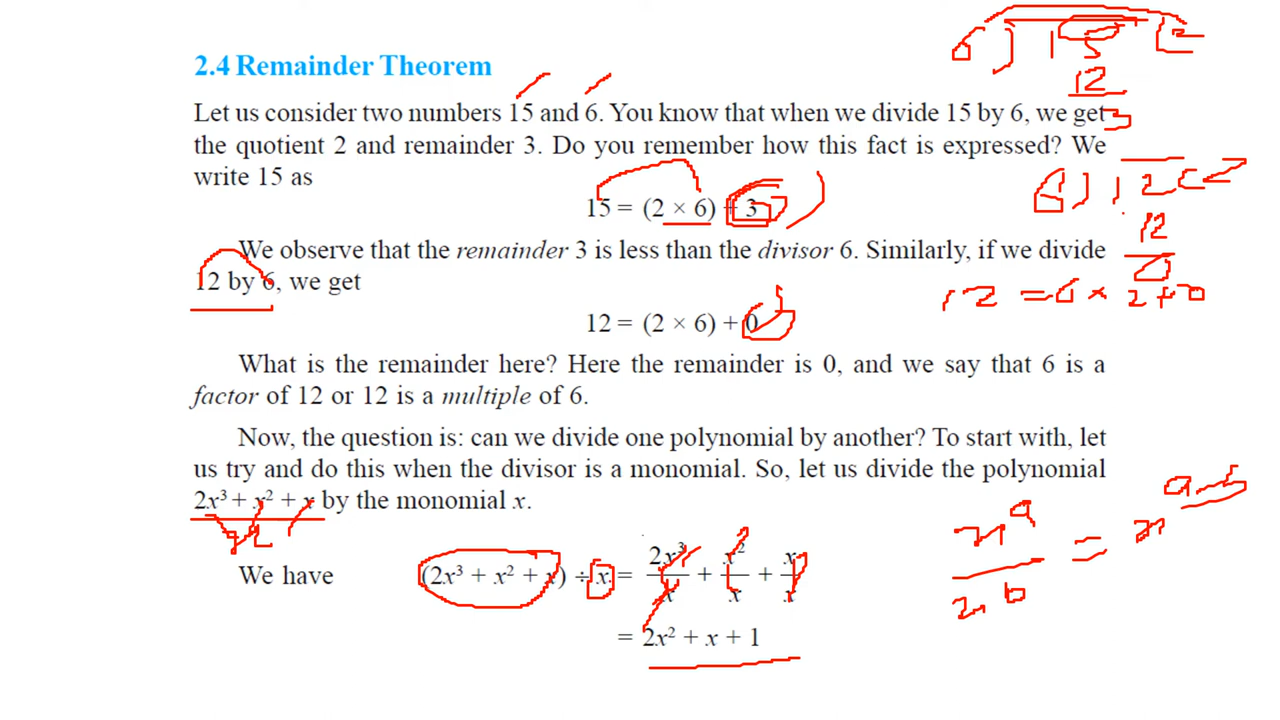 2.4 Remainder Theorem
Let us consider two numbers 15 and 6. You know that when we divide 15 by 6, we get
the quotient 2 and remainder 3. Do you remember how this fact is expressed? We
write 15 as
15 = (2 × 6) + 3
We observe that the remainder 3 is less than the divisor 6. Similarly, if we divide
12 by 6, we get
12 = (2 × 6) + 0
What is the remainder here? Here the remainder is 0, and we say that 6 is a
factor of 12 or 12 is a multiple of 6.
Now, the question is: can we divide one polynomial by another? To start with, let
us try and do this when the divisor is a monomial. So, let us divide the polynomial
2x³ + x² + x by the monomial x.
We have (2x³ + x² + x) ÷ x = 2x³/x + x²/x + x/x
= 2x² + x + 1
6 ) 15 ( 2
12
3
6 ) 12 ( 2
12
0
12 = 6 × 2 + 0
x^a / x^b = x^a-b